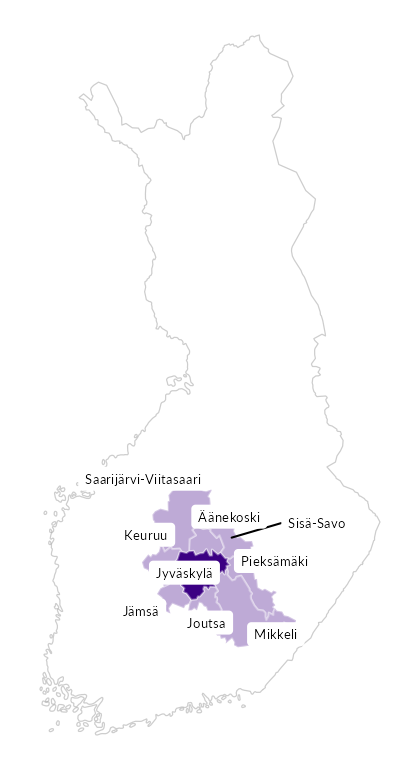 Saarijärvi-Viitasaari
Äänekoski
Sisä-Savo
Keuruu
Pieksämäki
Jyväskylä
Jämsä
Joutsa
Mikkeli